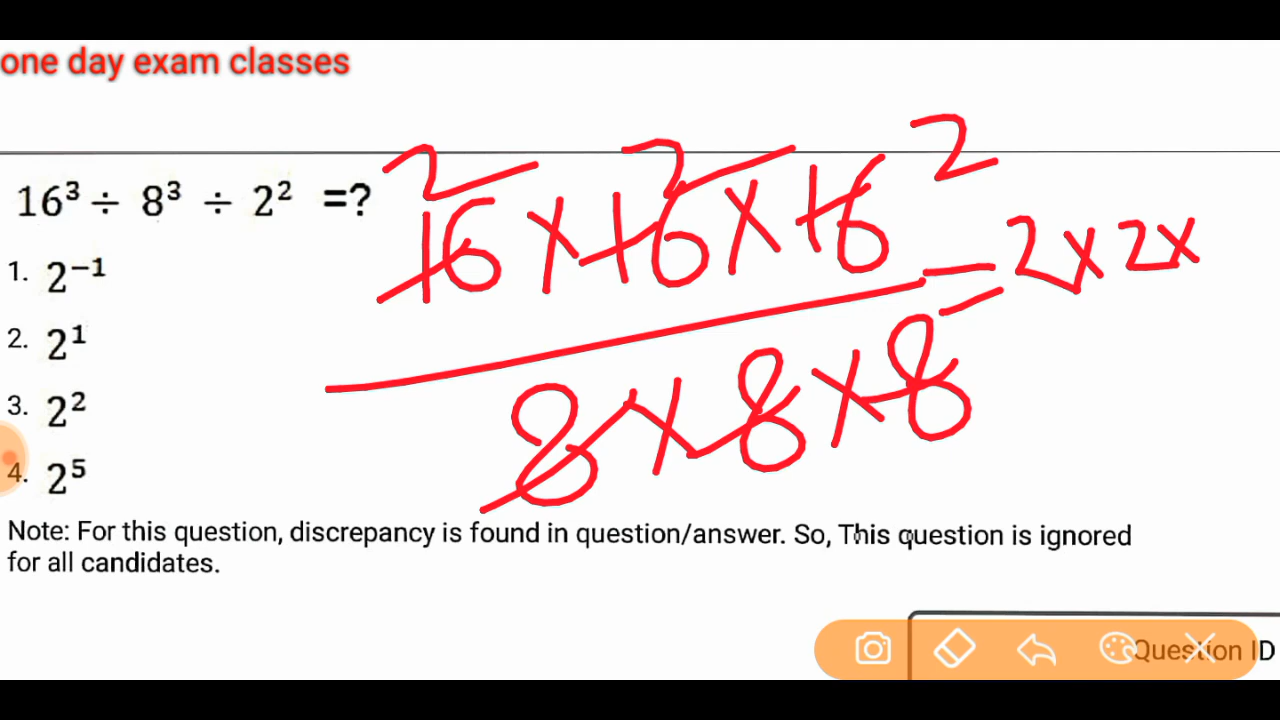 one day exam classes
16³ ÷ 8³ ÷ 2² =?
2 2 2
16 × 16 × 16 = 2 × 2 ×
8 × 8 × 8
1. 2⁻¹
2. 2¹
3. 2²
4. 2⁵
Note: For this question, discrepancy is found in question/answer. So, This question is ignored
for all candidates.
Question ID